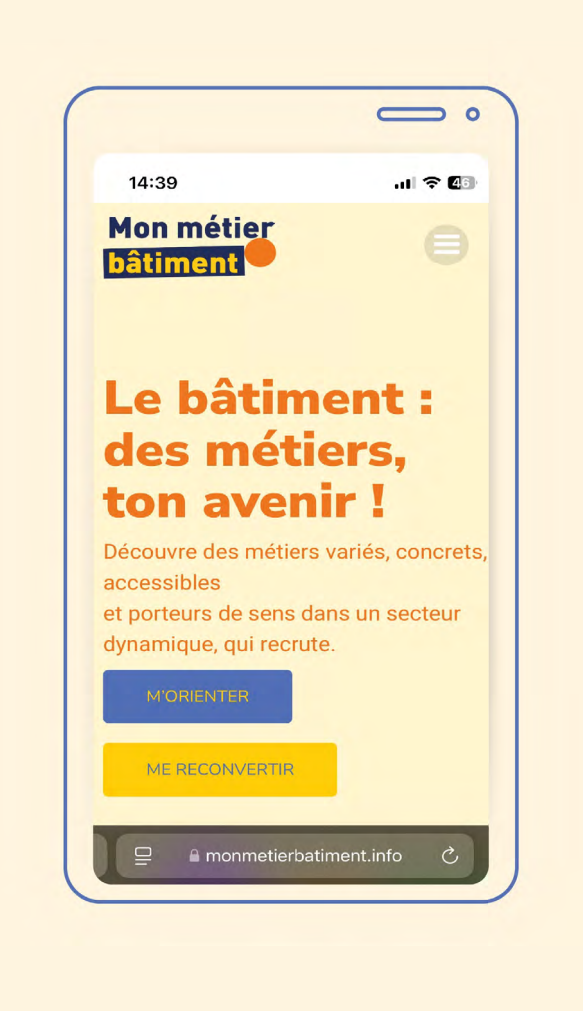 14:39
46
Mon métier
bâtiment
Le bâtiment :
des métiers,
ton avenir !
Découvre des métiers variés, concrets,
accessibles
et porteurs de sens dans un secteur
dynamique, qui recrute.
M'ORIENTER
ME RECONVERTIR
monmetierbatiment.info